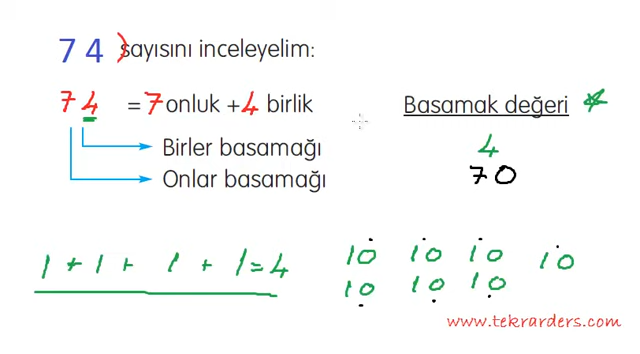 74 sayısını inceleyelim:
74 = 7 onluk + 4 birlik
Birler basamağı
Onlar basamağı
Basamak değeri
4
70
1 + 1 + 1 + 1 = 4
10 10 10 10
10 10 10
www.tekrarders.com